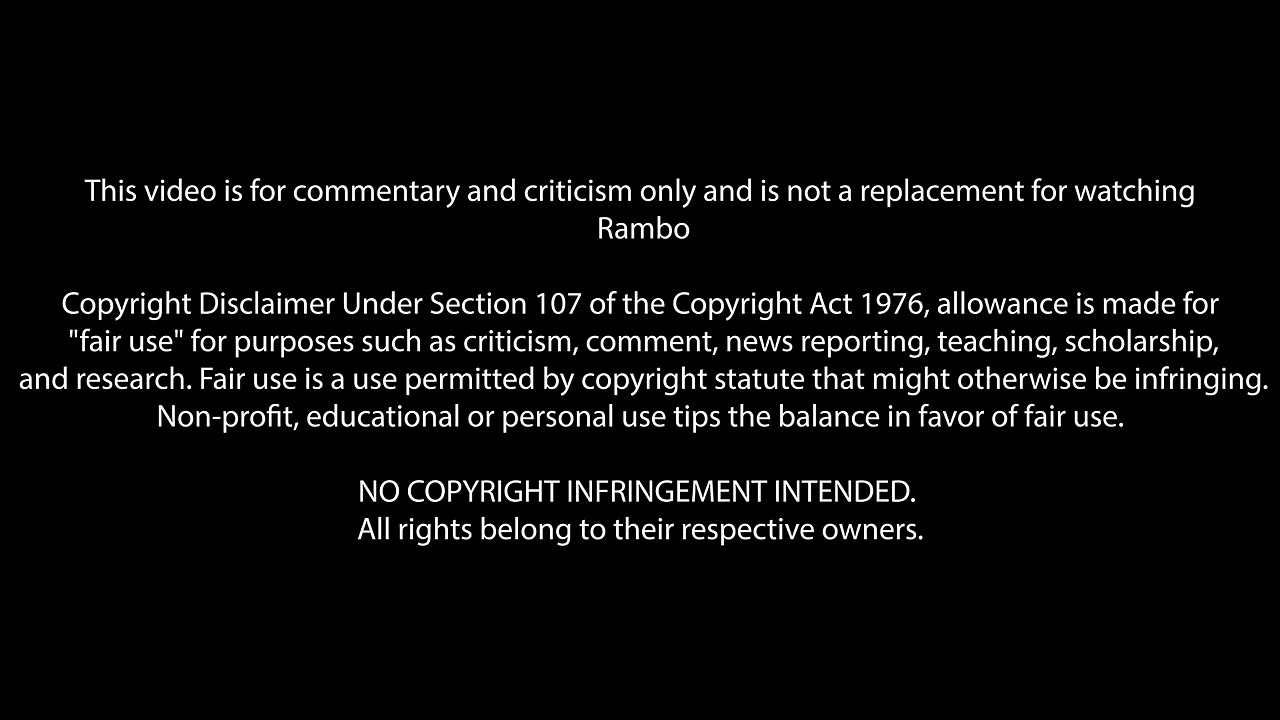 This video is for commentary and criticism only and is not a replacement for watching
Rambo
Copyright Disclaimer Under Section 107 of the Copyright Act 1976, allowance is made for
"fair use" for purposes such as criticism, comment, news reporting, teaching, scholarship,
and research. Fair use is a use permitted by copyright statute that might otherwise be infringing.
Non-profit, educational or personal use tips the balance in favor of fair use.
NO COPYRIGHT INFRINGEMENT INTENDED.
All rights belong to their respective owners.